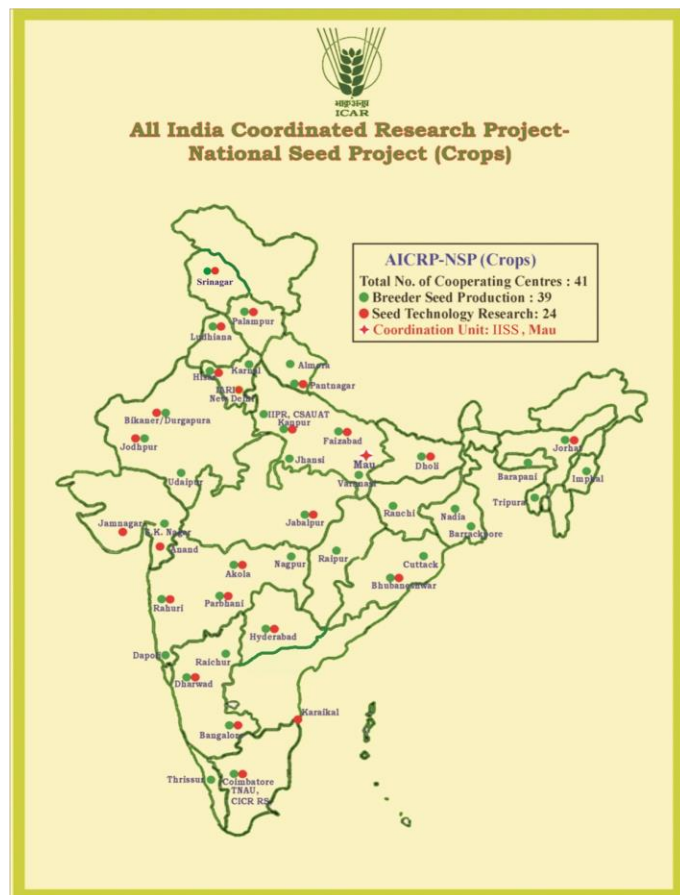 भाकृअनुप
ICAR
All India Coordinated Research Project-
National Seed Project (Crops)
AICRP-NSP (Crops)
Total No. of Cooperating Centres : 41
Breeder Seed Production : 39
Seed Technology Research: 24
Coordination Unit: IISS , Mau
Srinagar
Palampur
Ludhiana
Almora
Hisar Karnal
Pantnagar
IARI
New Delhi
Bikaner/Durgapura
IIPR, CSAUAT
Kanpur
Faizabad
Jodhpur
Jorhat
Jhansi
Mau
Dholi
Barapani
Imphal
Udaipur
Varanasi
Tripura
Jamnagar
S.K. Nagar
Jabalpur
Ranchi
Nadia
Barrackpore
Anand
Akola
Nagpur
Raipur
Cuttack
Bhubaneshwar
Rahuri
Parbhani
Hyderabad
Dapoli
Raichur
Dharwad
Karaikal
Bangalore
Thrissur
Coimbatore
TNAU,
CICR RS